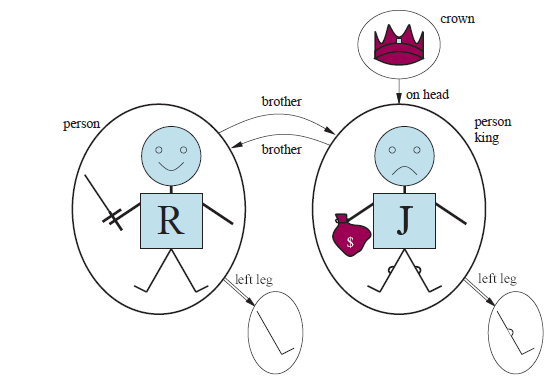 crown
on head
person
brother
person
king
brother
R
J
$
left leg
left leg